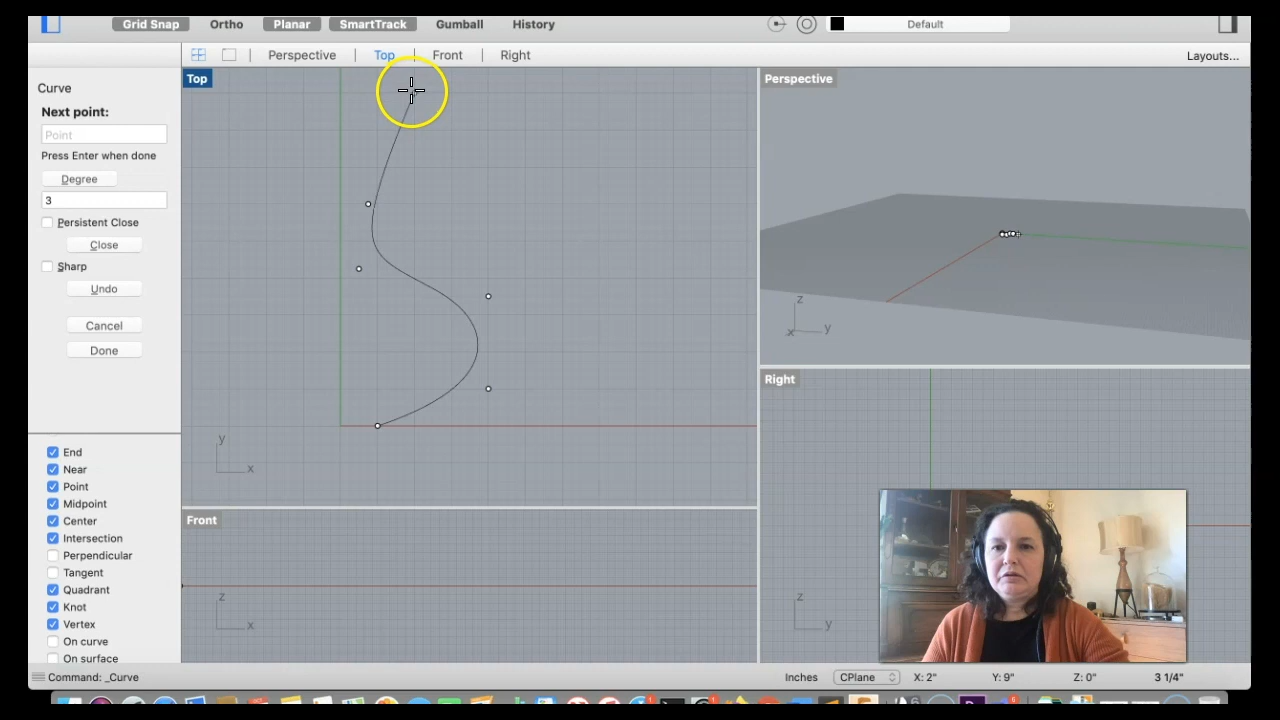 Grid Snap Ortho Planar SmartTrack Gumball History Default
Perspective Top Front Right Layouts...
Curve
Next point:
Point
Press Enter when done
Degree
3
Persistent Close
Close
Sharp
Undo
Cancel
Done
End
Near
Point
Midpoint
Center
Intersection
Perpendicular
Tangent
Quadrant
Knot
Vertex
On curve
On surface
Top
y
x
Perspective
z
x
y
Front
z
x
Right
z
y
Command: _Curve Inches CPlane X: 2" Y: 9" Z: 0" 3 1/4"